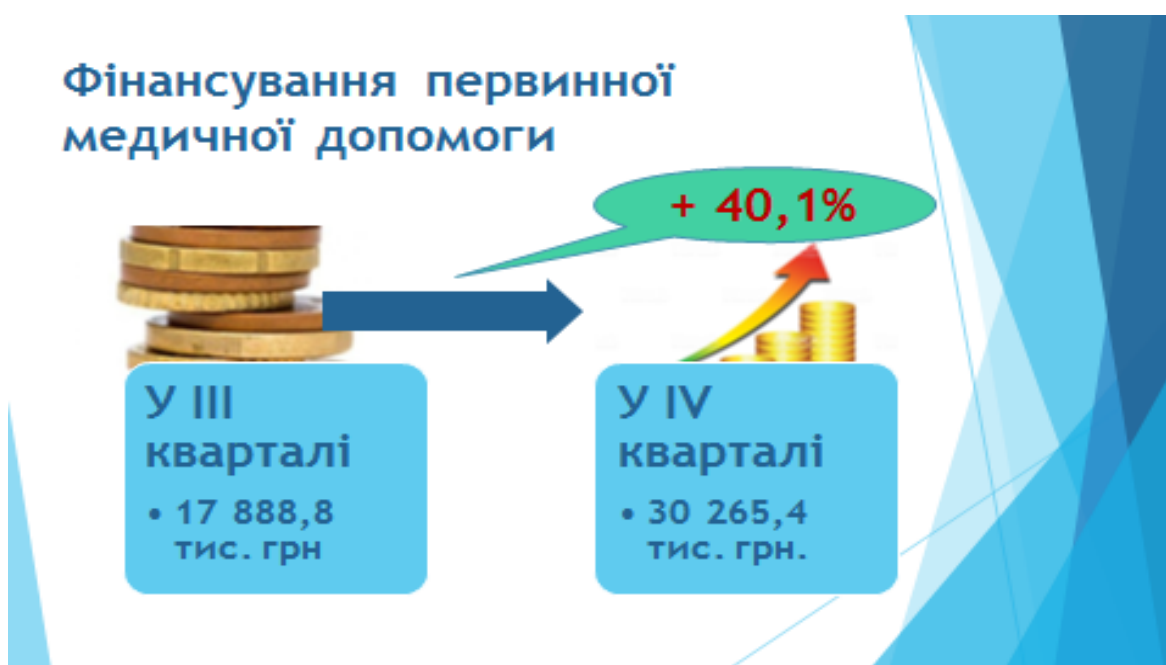 Фінансування первинної
медичної допомоги
+ 40,1%
У III
кварталі
• 17 888,8
тис. грн
У IV
кварталі
• 30 265,4
тис. грн.